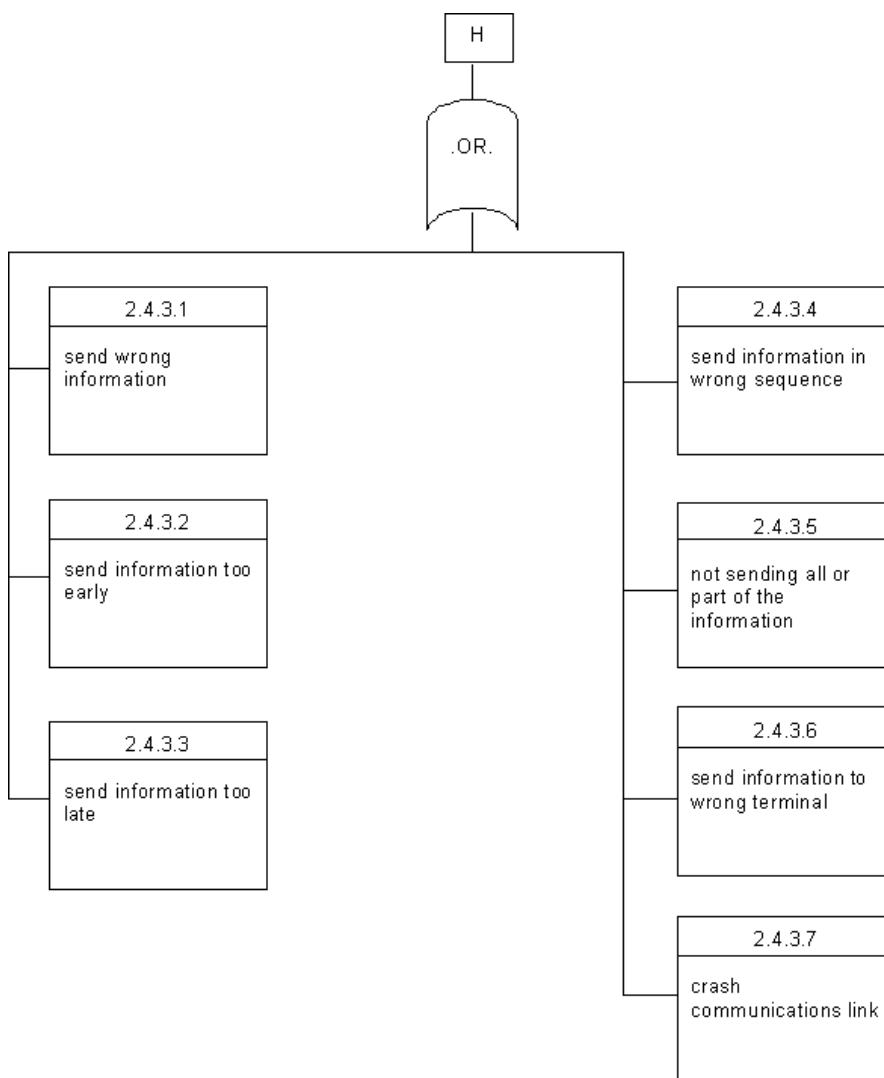 H
.OR.
2.4.3.1
send wrong
information
2.4.3.2
send information too
early
2.4.3.3
send information too
late
2.4.3.4
send information in
wrong sequence
2.4.3.5
not sending all or
part of the
information
2.4.3.6
send information to
wrong terminal
2.4.3.7
crash
communications link